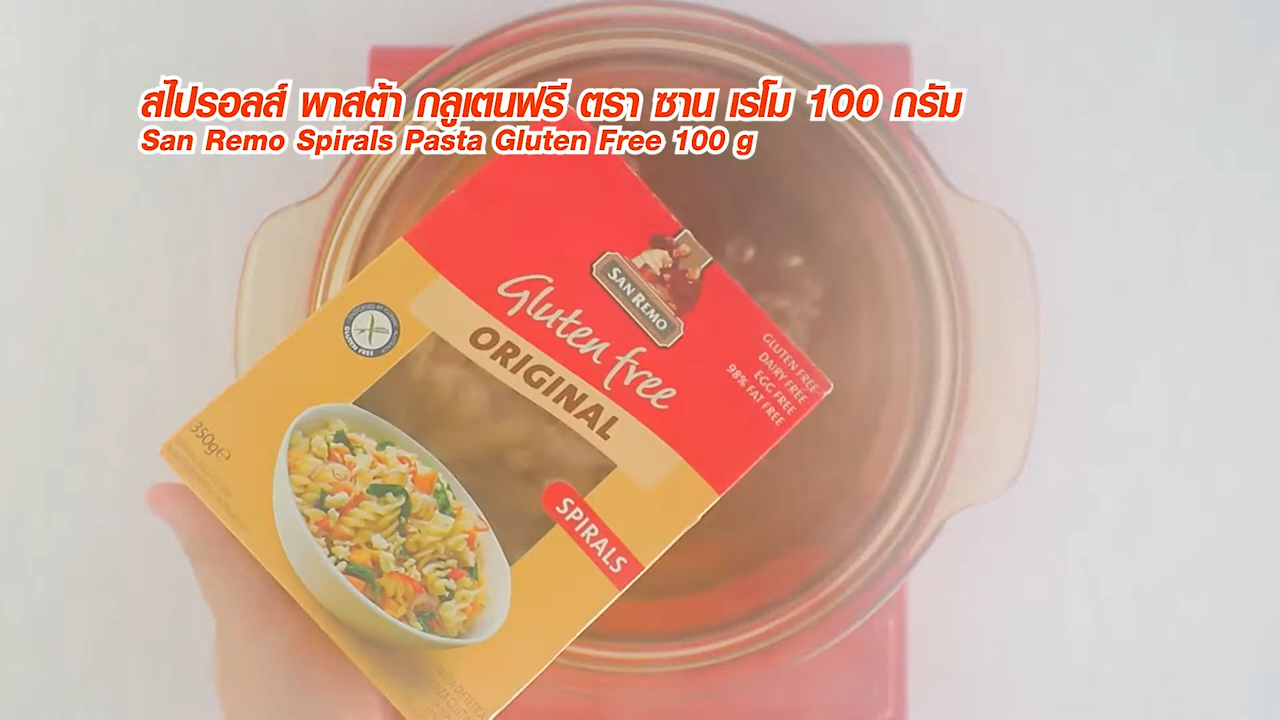 สไปรอลส์ พาสต้า กลูเตนฟรี ตรา ซาน เรโม 100 กรัม
San Remo Spirals Pasta Gluten Free 100 g
SAN REMO
Gluten free
ORIGINAL
GLUTEN FREE
DAIRY FREE
EGG FREE
98% FAT FREE
GLUTEN FREE
350g℮
SPIRALS